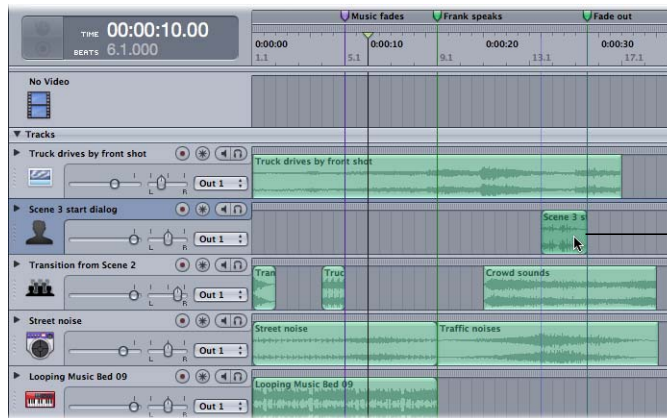 Music fades Frank speaks Fade out
TIME 00:00:10.00
BEATS 6.1.000
0:00:00 0:00:10 0:00:20 0:00:30
1.1 5.1 9.1 13.1 17.1
No Video
Tracks
Truck drives by front shot
Truck drives by front shot
Out 1
L R
Scene 3 start dialog
Scene 3 s
Out 1
L R
Transition from Scene 2
Tran Truc Crowd sounds
Out 1
L R
Street noise
Street noise Traffic noises
Out 1
L R
Looping Music Bed 09
Looping Music Bed 09
Out 1
L R